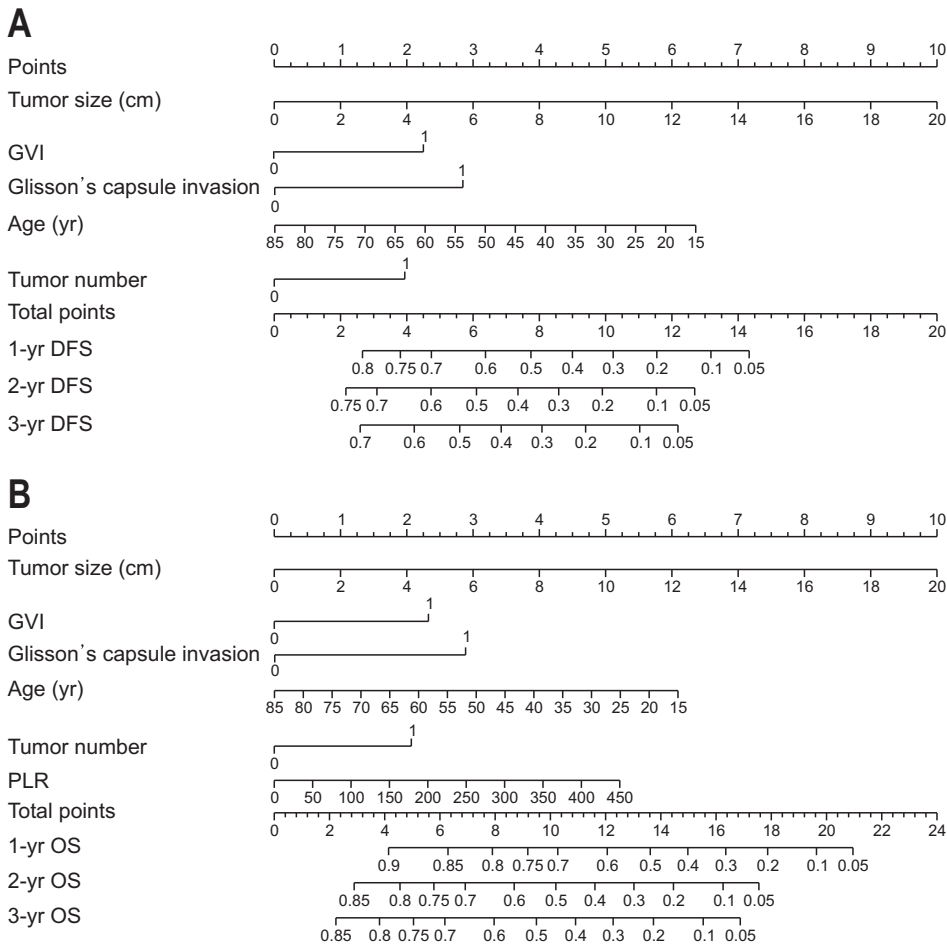 A
Points 0 1 2 3 4 5 6 7 8 9 10
Tumor size (cm) 0 2 4 6 8 10 12 14 16 18 20
GVI 0 1
Glisson's capsule invasion 0 1
Age (yr) 85 80 75 70 65 60 55 50 45 40 35 30 25 20 15
Tumor number 0 1
Total points 0 2 4 6 8 10 12 14 16 18 20
1-yr DFS 0.8 0.75 0.7 0.6 0.5 0.4 0.3 0.2 0.1 0.05
2-yr DFS 0.75 0.7 0.6 0.5 0.4 0.3 0.2 0.1 0.05
3-yr DFS 0.7 0.6 0.5 0.4 0.3 0.2 0.1 0.05
B
Points 0 1 2 3 4 5 6 7 8 9 10
Tumor size (cm) 0 2 4 6 8 10 12 14 16 18 20
GVI 0 1
Glisson's capsule invasion 0 1
Age (yr) 85 80 75 70 65 60 55 50 45 40 35 30 25 20 15
Tumor number 0 1
PLR 0 50 100 150 200 250 300 350 400 450
Total points 0 2 4 6 8 10 12 14 16 18 20 22 24
1-yr OS 0.9 0.85 0.8 0.75 0.7 0.6 0.5 0.4 0.3 0.2 0.1 0.05
2-yr OS 0.85 0.8 0.75 0.7 0.6 0.5 0.4 0.3 0.2 0.1 0.05
3-yr OS 0.85 0.8 0.75 0.7 0.6 0.5 0.4 0.3 0.2 0.1 0.05